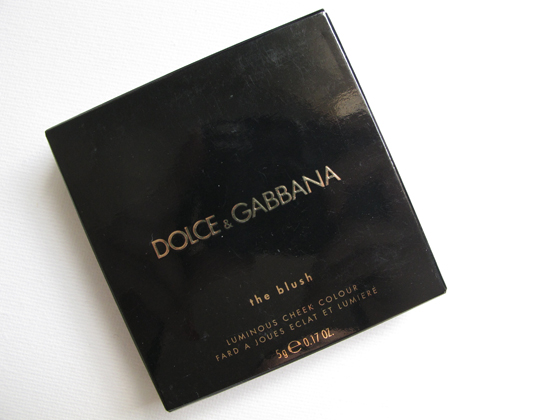 DOLCE & GABBANA
the blush
LUMINOUS CHEEK COLOUR
FARD A JOUES ECLAT ET LUMIERE
5g ℮ 0.17 OZ.